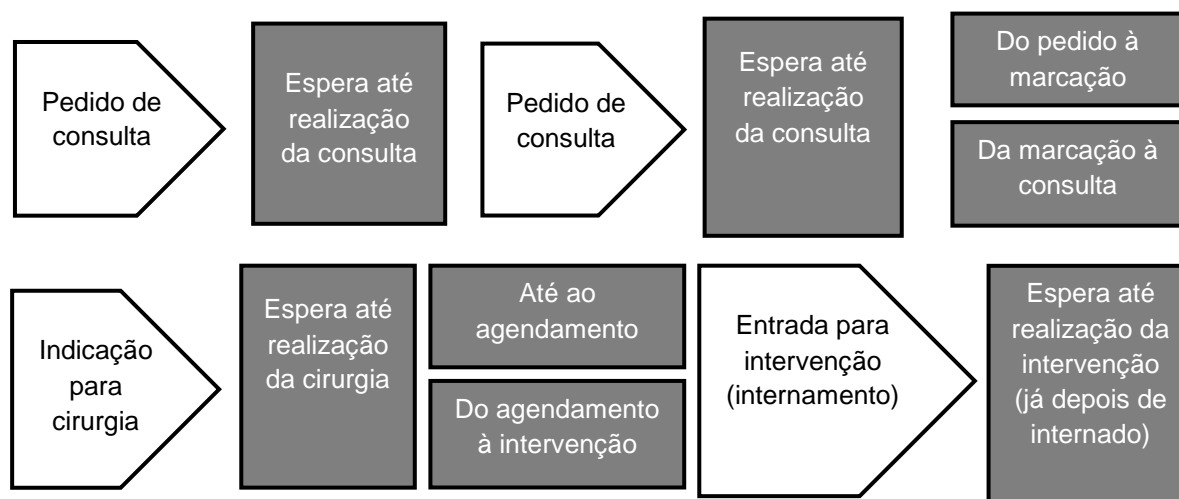 Pedido de
consulta
Espera até
realização
da consulta
Pedido de
consulta
Espera até
realização
da consulta
Do pedido à
marcação
Da marcação à
consulta
Indicação
para
cirurgia
Espera até
realização
da cirurgia
Até ao
agendamento
Do agendamento
à intervenção
Entrada para
intervenção
(internamento)
Espera até
realização da
intervenção
(já depois de
internado)